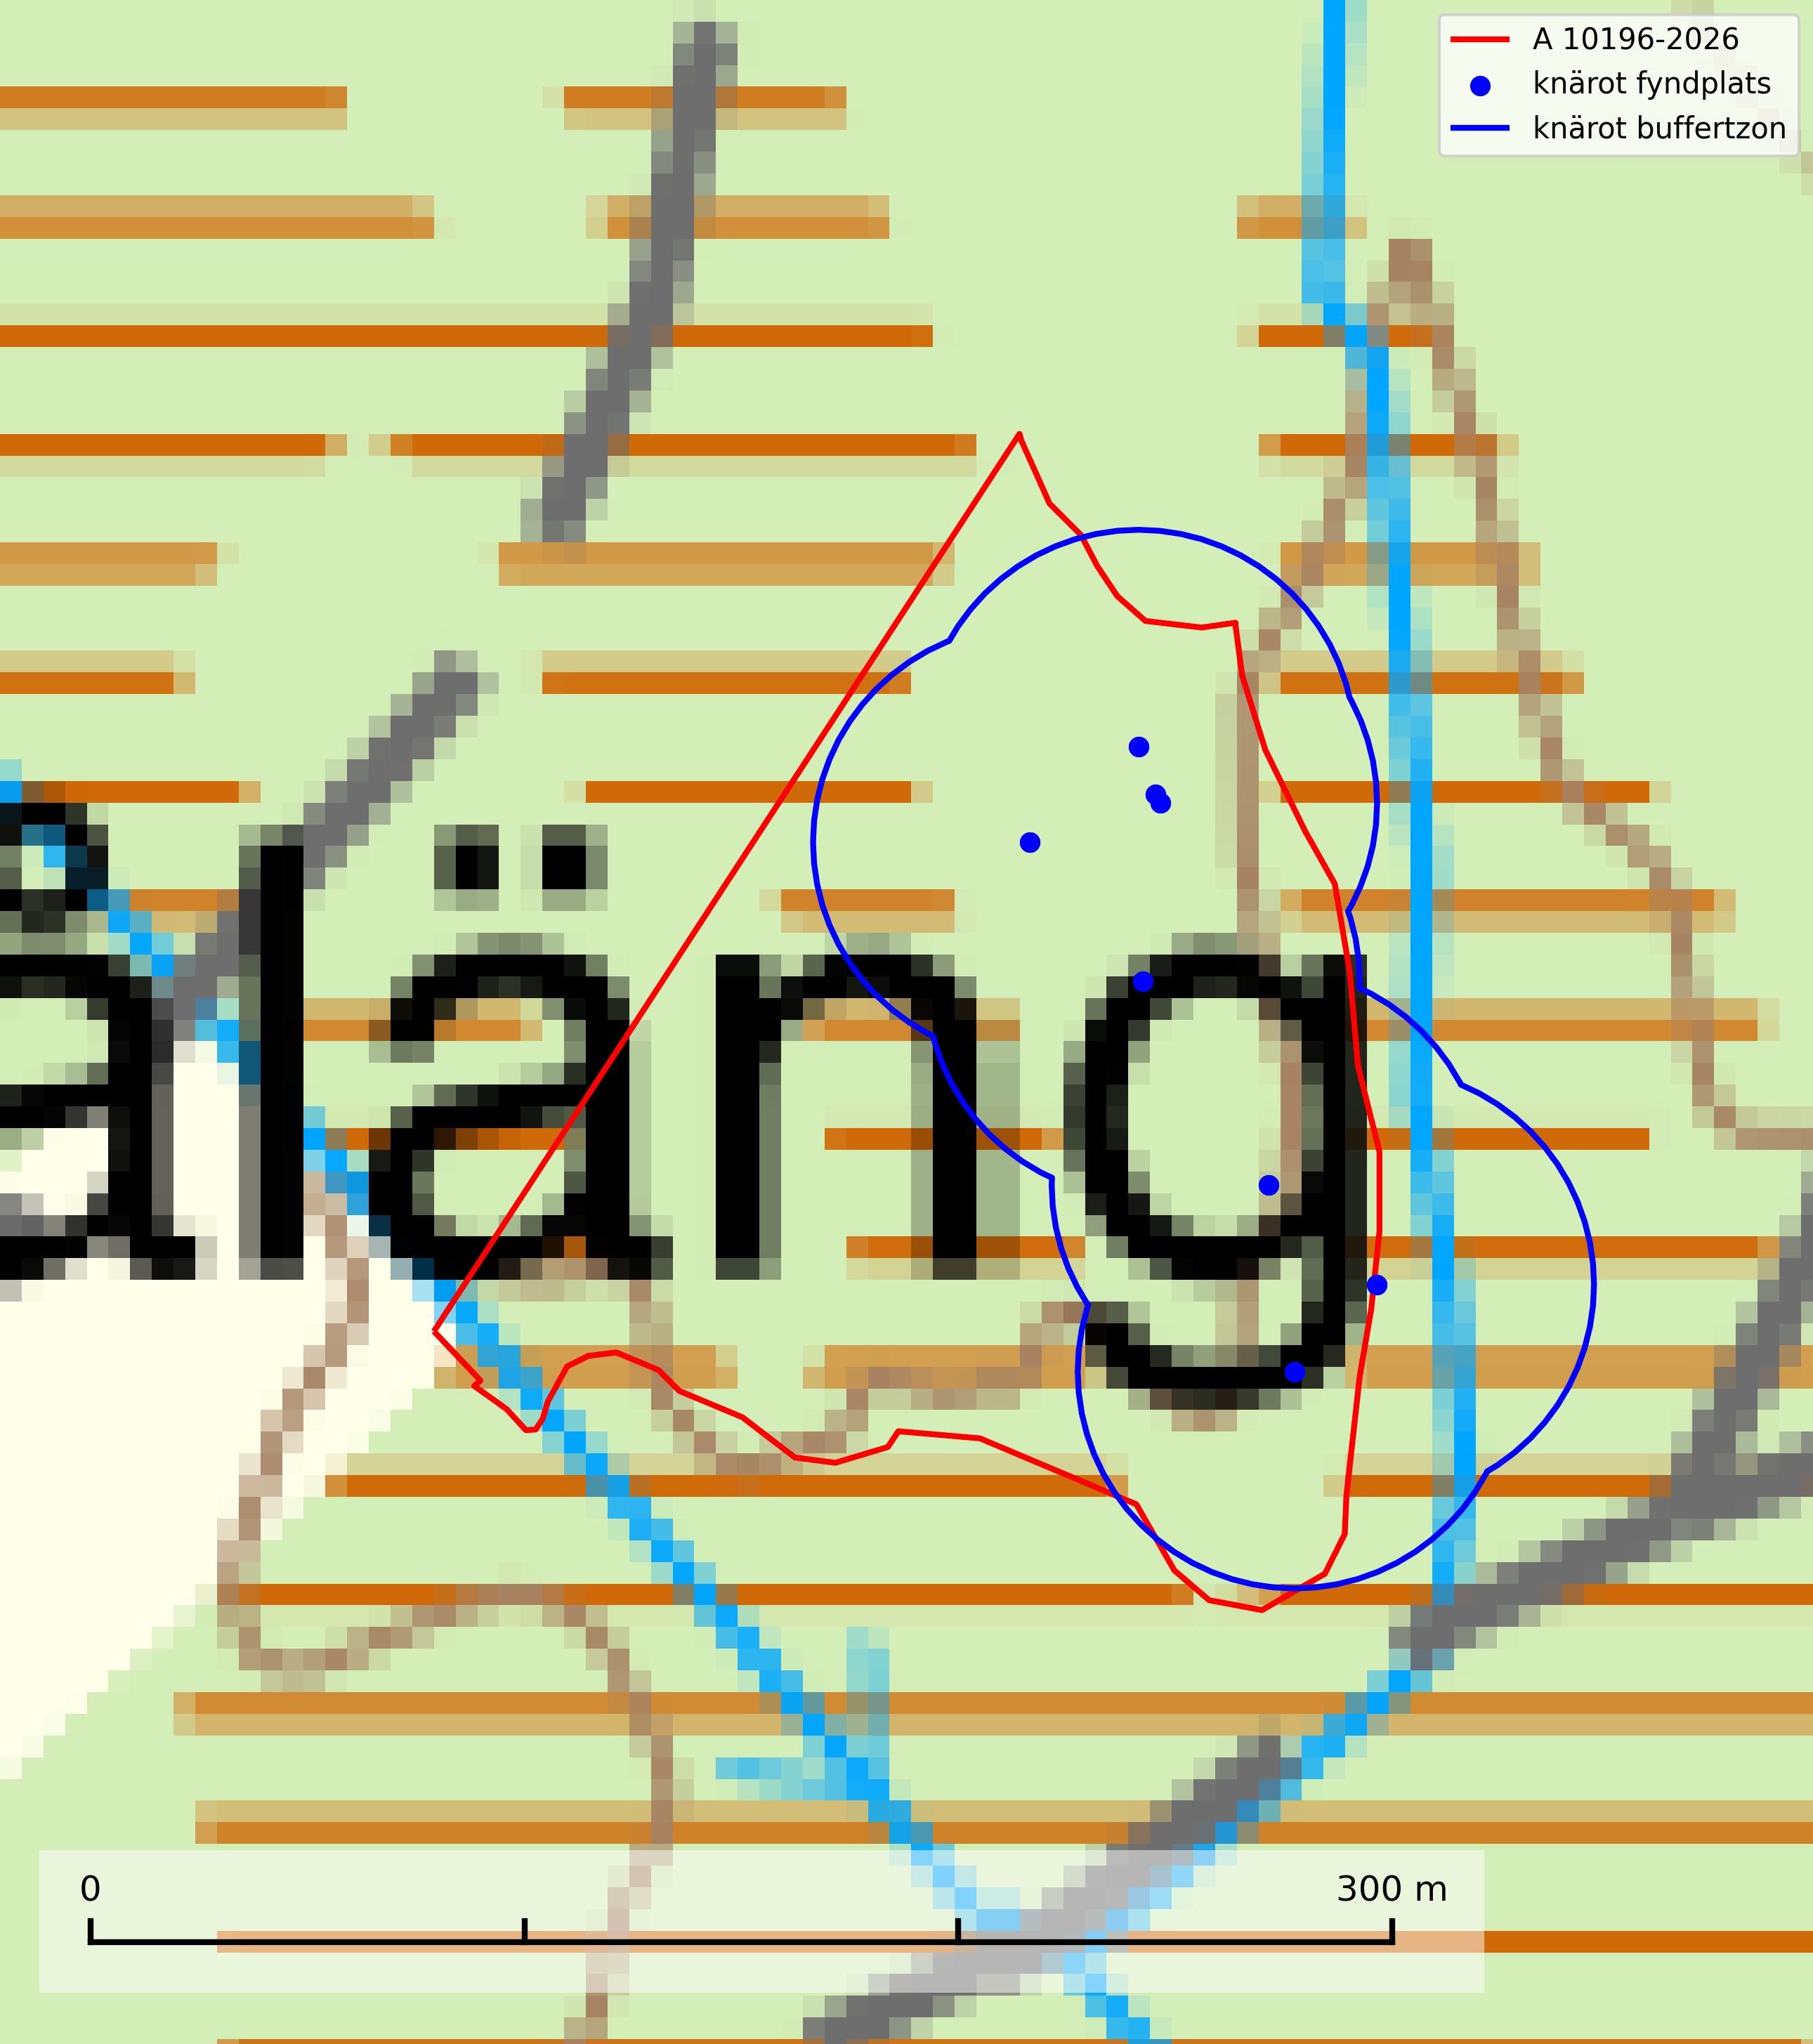 A 10196-2026
knärot fyndplats
knärot buffertzon
äng
0
300 m